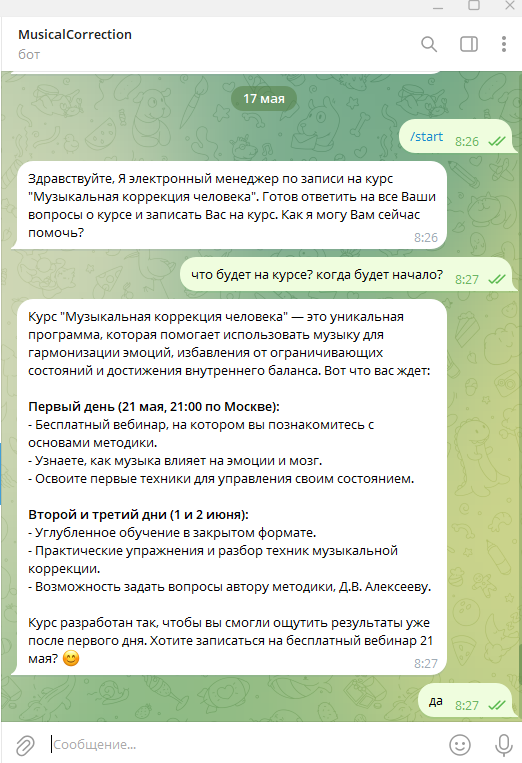 MusicalCorrection
бот
17 мая
/start 8:26
Здравствуйте, Я электронный менеджер по записи на курс
"Музыкальная коррекция человека". Готов ответить на все Ваши
вопросы о курсе и записать Вас на курс. Как я могу Вам сейчас
помочь?
8:26
что будет на курсе? когда будет начало? 8:27
Курс "Музыкальная коррекция человека" — это уникальная
программа, которая помогает использовать музыку для
гармонизации эмоций, избавления от ограничивающих
состояний и достижения внутреннего баланса. Вот что вас ждет:
Первый день (21 мая, 21:00 по Москве):
- Бесплатный вебинар, на котором вы познакомитесь с
основами методики.
- Узнаете, как музыка влияет на эмоции и мозг.
- Освоите первые техники для управления своим состоянием.
Второй и третий дни (1 и 2 июня):
- Углубленное обучение в закрытом формате.
- Практические упражнения и разбор техник музыкальной
коррекции.
- Возможность задать вопросы автору методики, Д.В. Алексееву.
Курс разработан так, чтобы вы смогли ощутить результаты уже
после первого дня. Хотите записаться на бесплатный вебинар 21
мая? 😊
8:27
да 8:27
Сообщение...